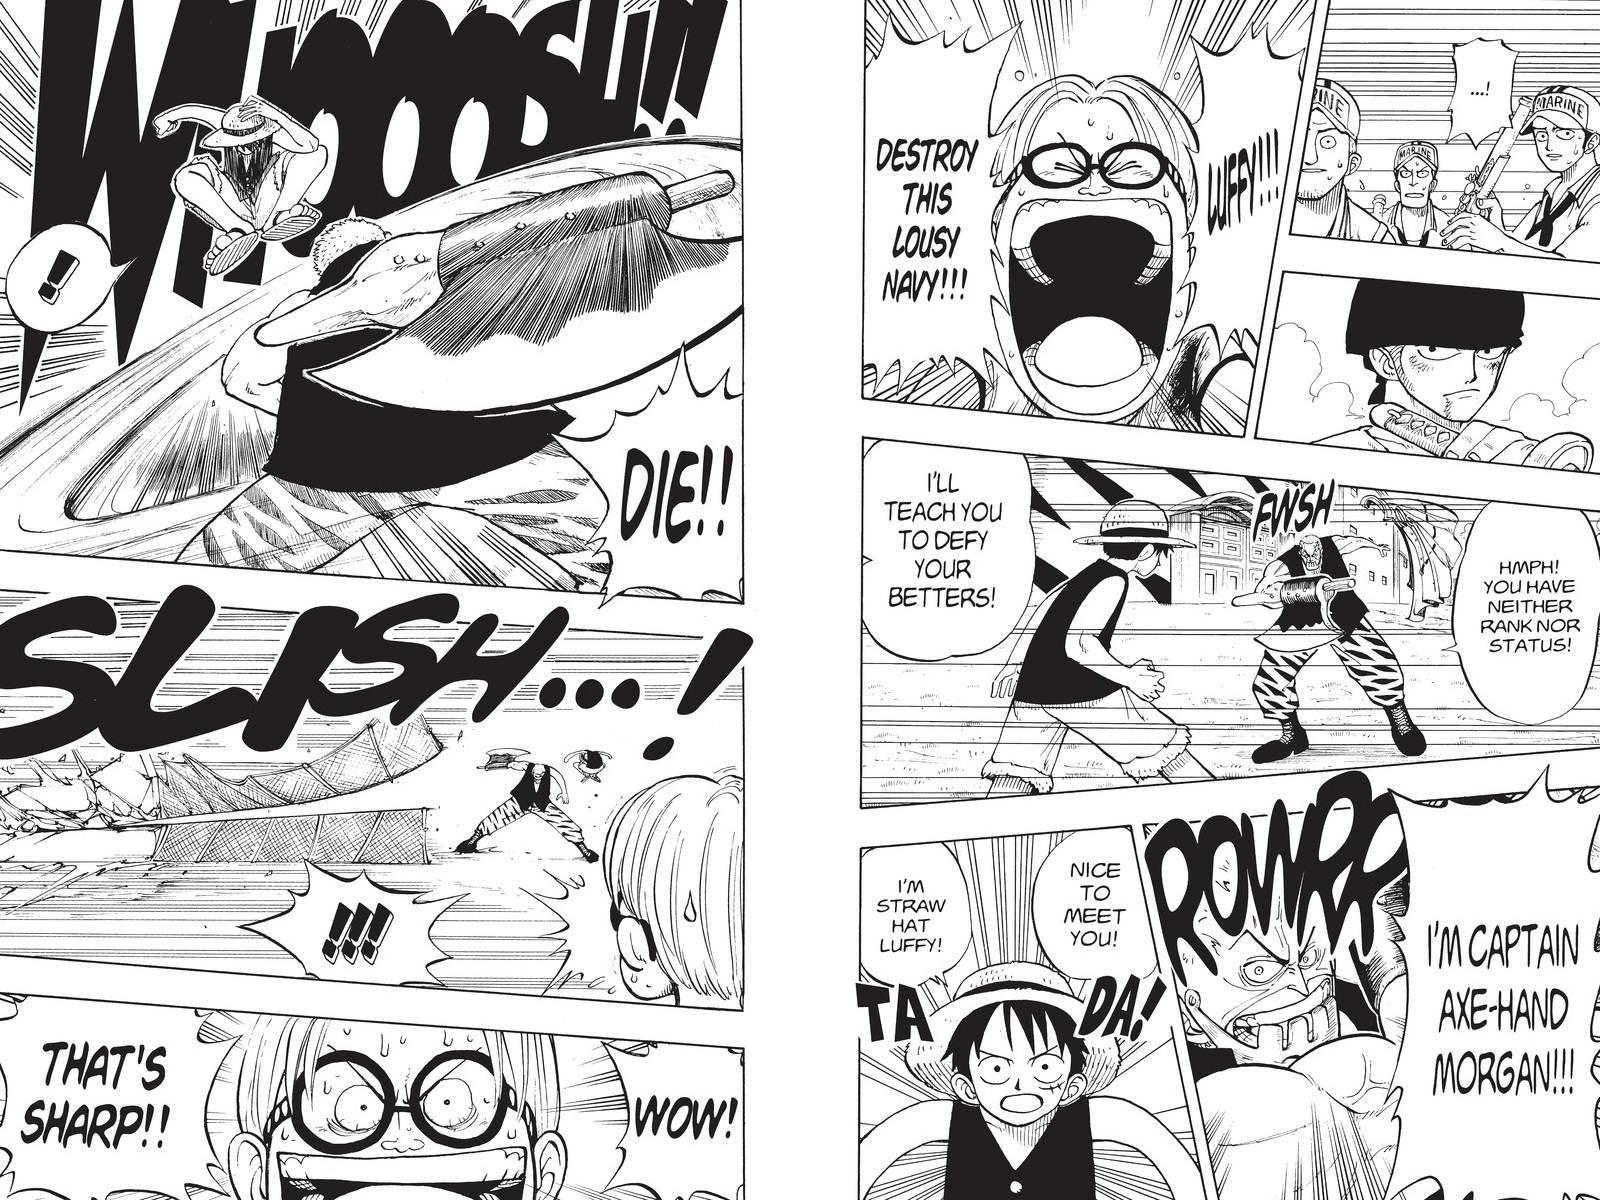 ...!
MARINE
MARINE
LUFFY!!!
DESTROY
THIS
LOUSY
NAVY!!!
HMPH!
YOU HAVE
NEITHER
RANK NOR
STATUS!
FWSH
I'LL
TEACH YOU
TO DEFY
YOUR
BETTERS!
I'M CAPTAIN
AXE-HAND
MORGAN!!!
ROWRR
NICE
TO
MEET
YOU!
I'M
STRAW
HAT
LUFFY!
TA DA!
WHOOOSH!!
!
DIE!!
SLISH...!
!!!
WOW!
THAT'S
SHARP!!